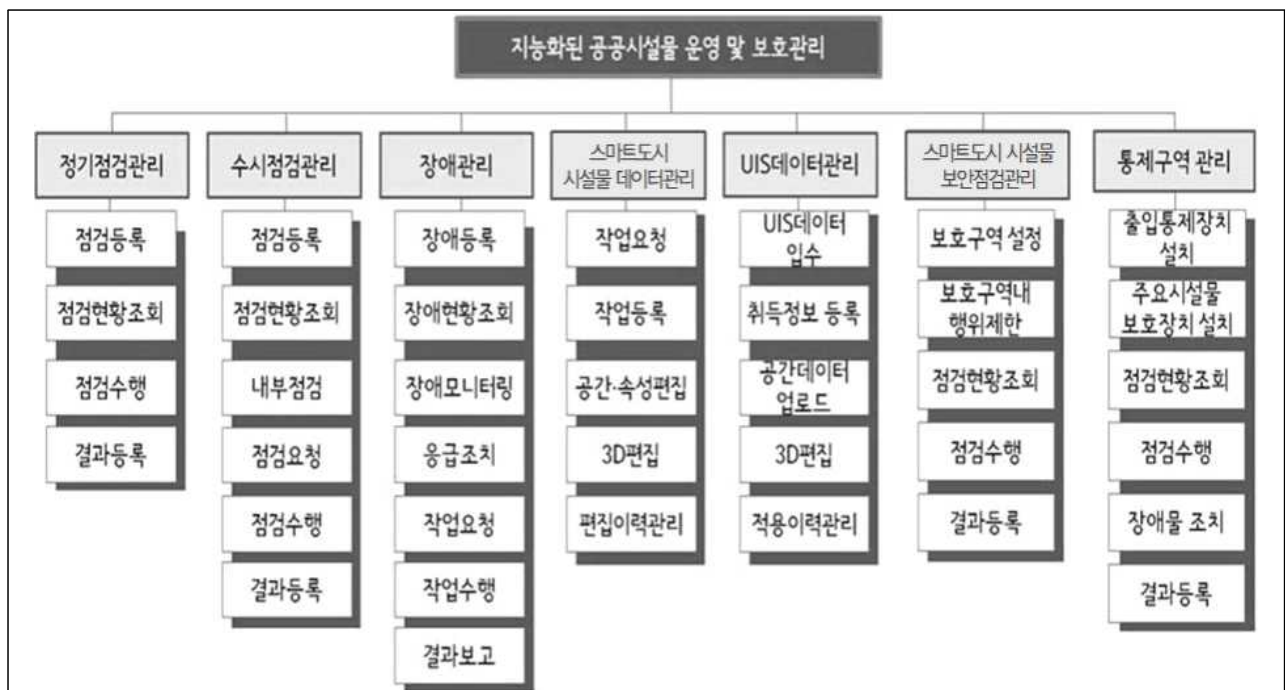 지능화된 공공시설물 운영 및 보호관리
정기점검관리
점검등록
점검현황조회
점검수행
결과등록
수시점검관리
점검등록
점검현황조회
내부점검
점검요청
점검수행
결과등록
장애관리
장애등록
장애현황조회
장애모니터링
응급조치
작업요청
작업수행
결과보고
스마트도시
시설물 데이터관리
작업요청
작업등록
공간·속성편집
3D편집
편집이력관리
UIS데이터관리
UIS데이터
입수
취득정보 등록
공간데이터
업로드
3D편집
적용이력관리
스마트도시 시설물
보안점검관리
보호구역 설정
보호구역내
행위제한
점검현황조회
점검수행
결과등록
통제구역 관리
출입통제장치
설치
주요시설물
보호장치 설치
점검현황조회
점검수행
장애물 조치
결과등록